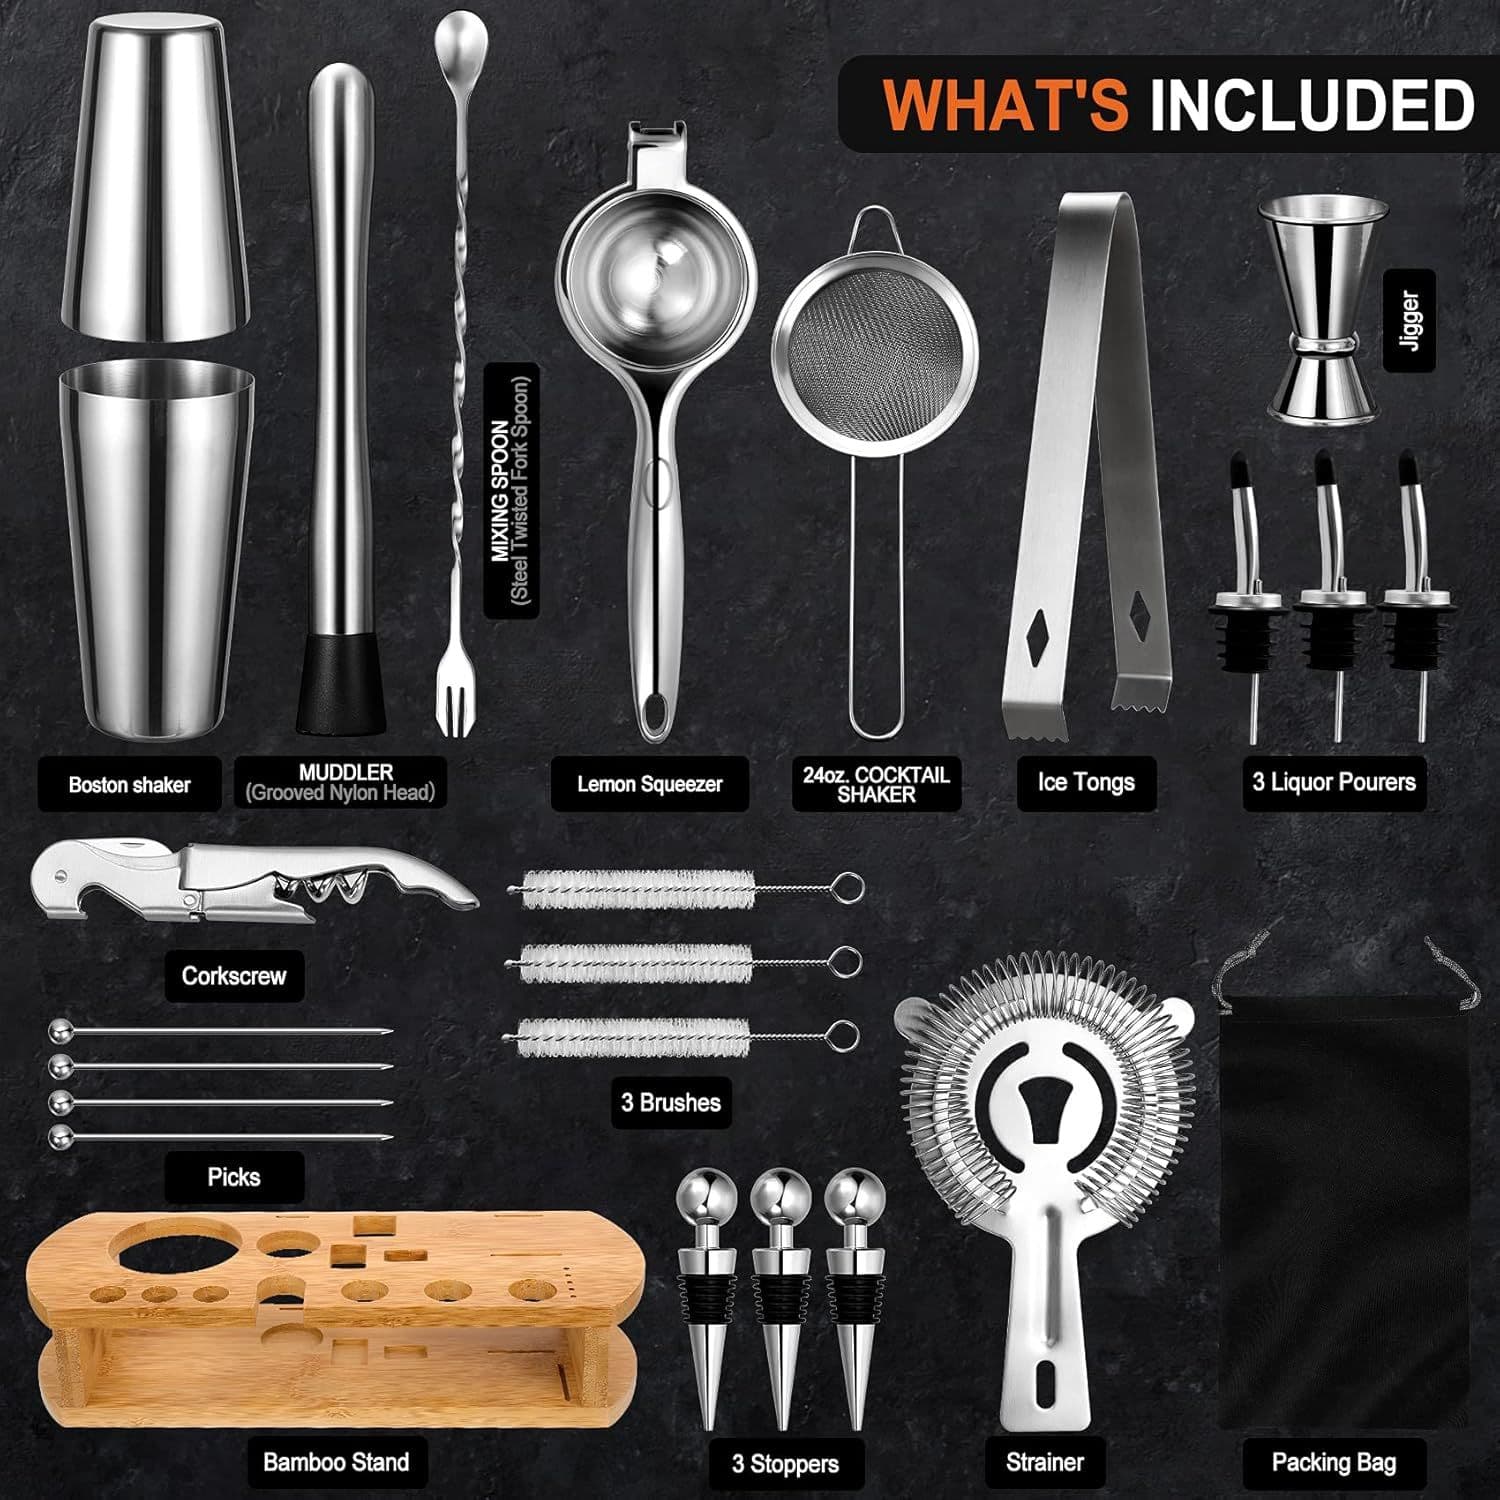 WHAT'S INCLUDED
Jigger
MIXING SPOON
(Steel Twisted Fork Spoon)
Boston shaker
MUDDLER
(Grooved Nylon Head)
Lemon Squeezer
24oz. COCKTAIL
SHAKER
Ice Tongs
3 Liquor Pourers
Corkscrew
3 Brushes
Picks
Bamboo Stand
3 Stoppers
Strainer
Packing Bag